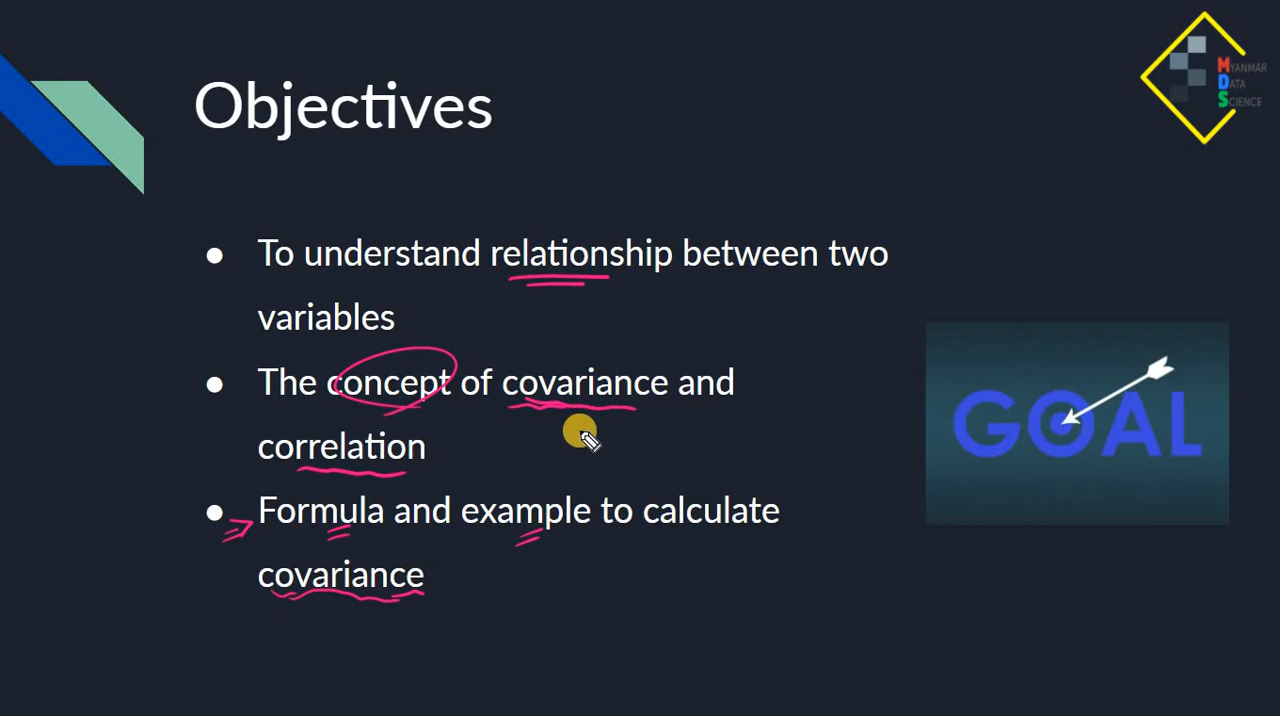 Objectives
MYANMAR
DATA
SCIENCE
● To understand relationship between two
variables
● The concept of covariance and
correlation
● Formula and example to calculate
covariance
GOAL